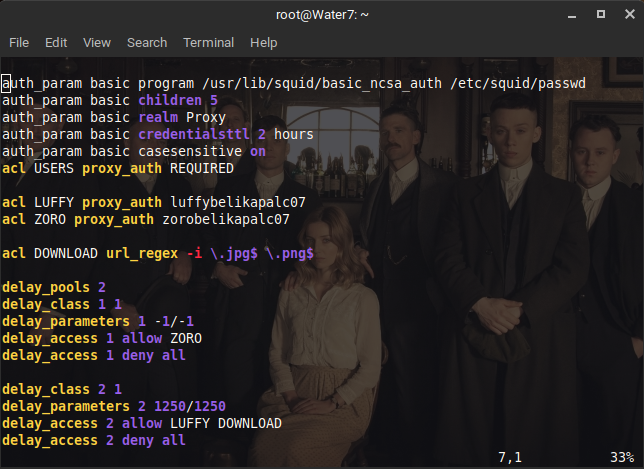 root@Water7: ~
File Edit View Search Terminal Help
auth_param basic program /usr/lib/squid/basic_ncsa_auth /etc/squid/passwd
auth_param basic children 5
auth_param basic realm Proxy
auth_param basic credentialsttl 2 hours
auth_param basic casesensitive on
acl USERS proxy_auth REQUIRED
acl LUFFY proxy_auth luffybelikapalc07
acl ZORO proxy_auth zorobelikapalc07
acl DOWNLOAD url_regex -i \.jpg$ \.png$
delay_pools 2
delay_class 1 1
delay_parameters 1 -1/-1
delay_access 1 allow ZORO
delay_access 1 deny all
delay_class 2 1
delay_parameters 2 1250/1250
delay_access 2 allow LUFFY DOWNLOAD
delay_access 2 deny all
7,1 33%